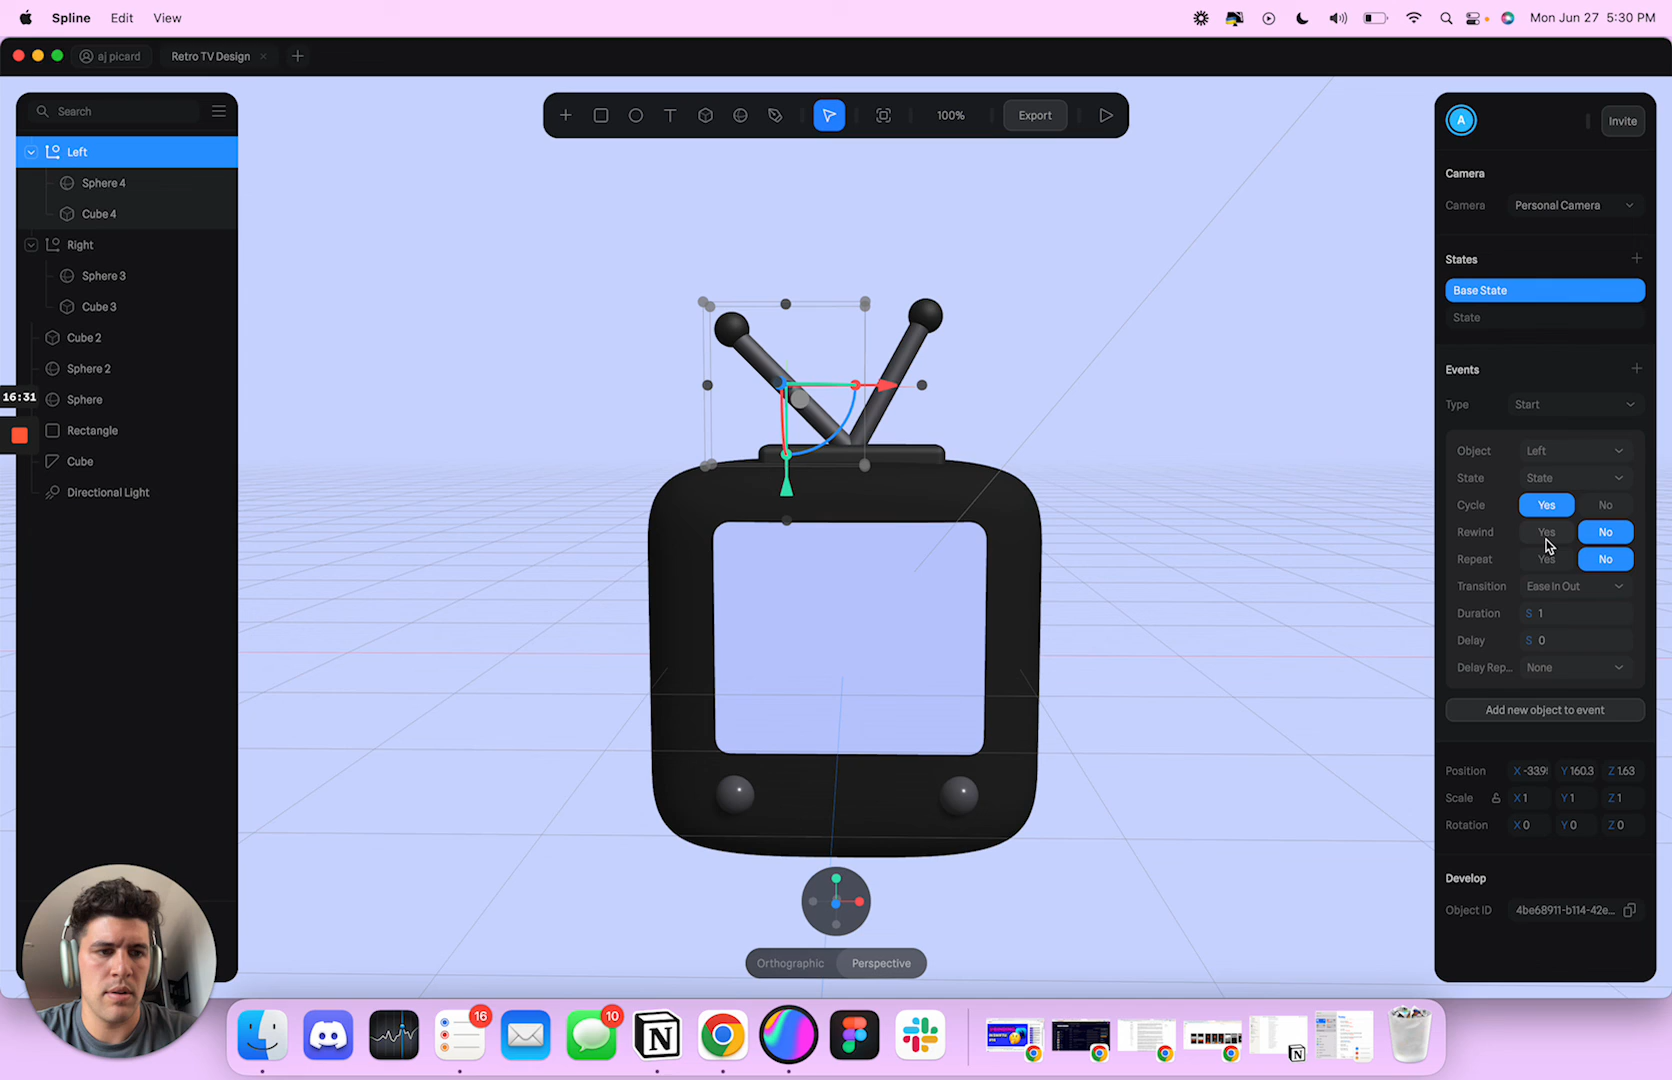 Spline Edit View
Mon Jun 27 5:30 PM
aj picard
Retro TV Design
Search
100%
Export
A
Invite
Left
Sphere 4
Cube 4
Right
Sphere 3
Cube 3
Cube 2
Sphere 2
Sphere
Rectangle
Cube
Directional Light
16:31
Camera
Camera Personal Camera
States
Base State
State
Events
Type Start
Object Left
State State
Cycle Yes No
Rewind Yes No
Repeat Yes No
Transition Ease In Out
Duration S 1
Delay S 0
Delay Rep... None
Add new object to event
Position X -33.9 Y 160.3 Z 1.63
Scale X 1 Y 1 Z 1
Rotation X 0 Y 0 Z 0
Develop
Object ID 4be68911-b114-42e...
Orthographic Perspective
16
10